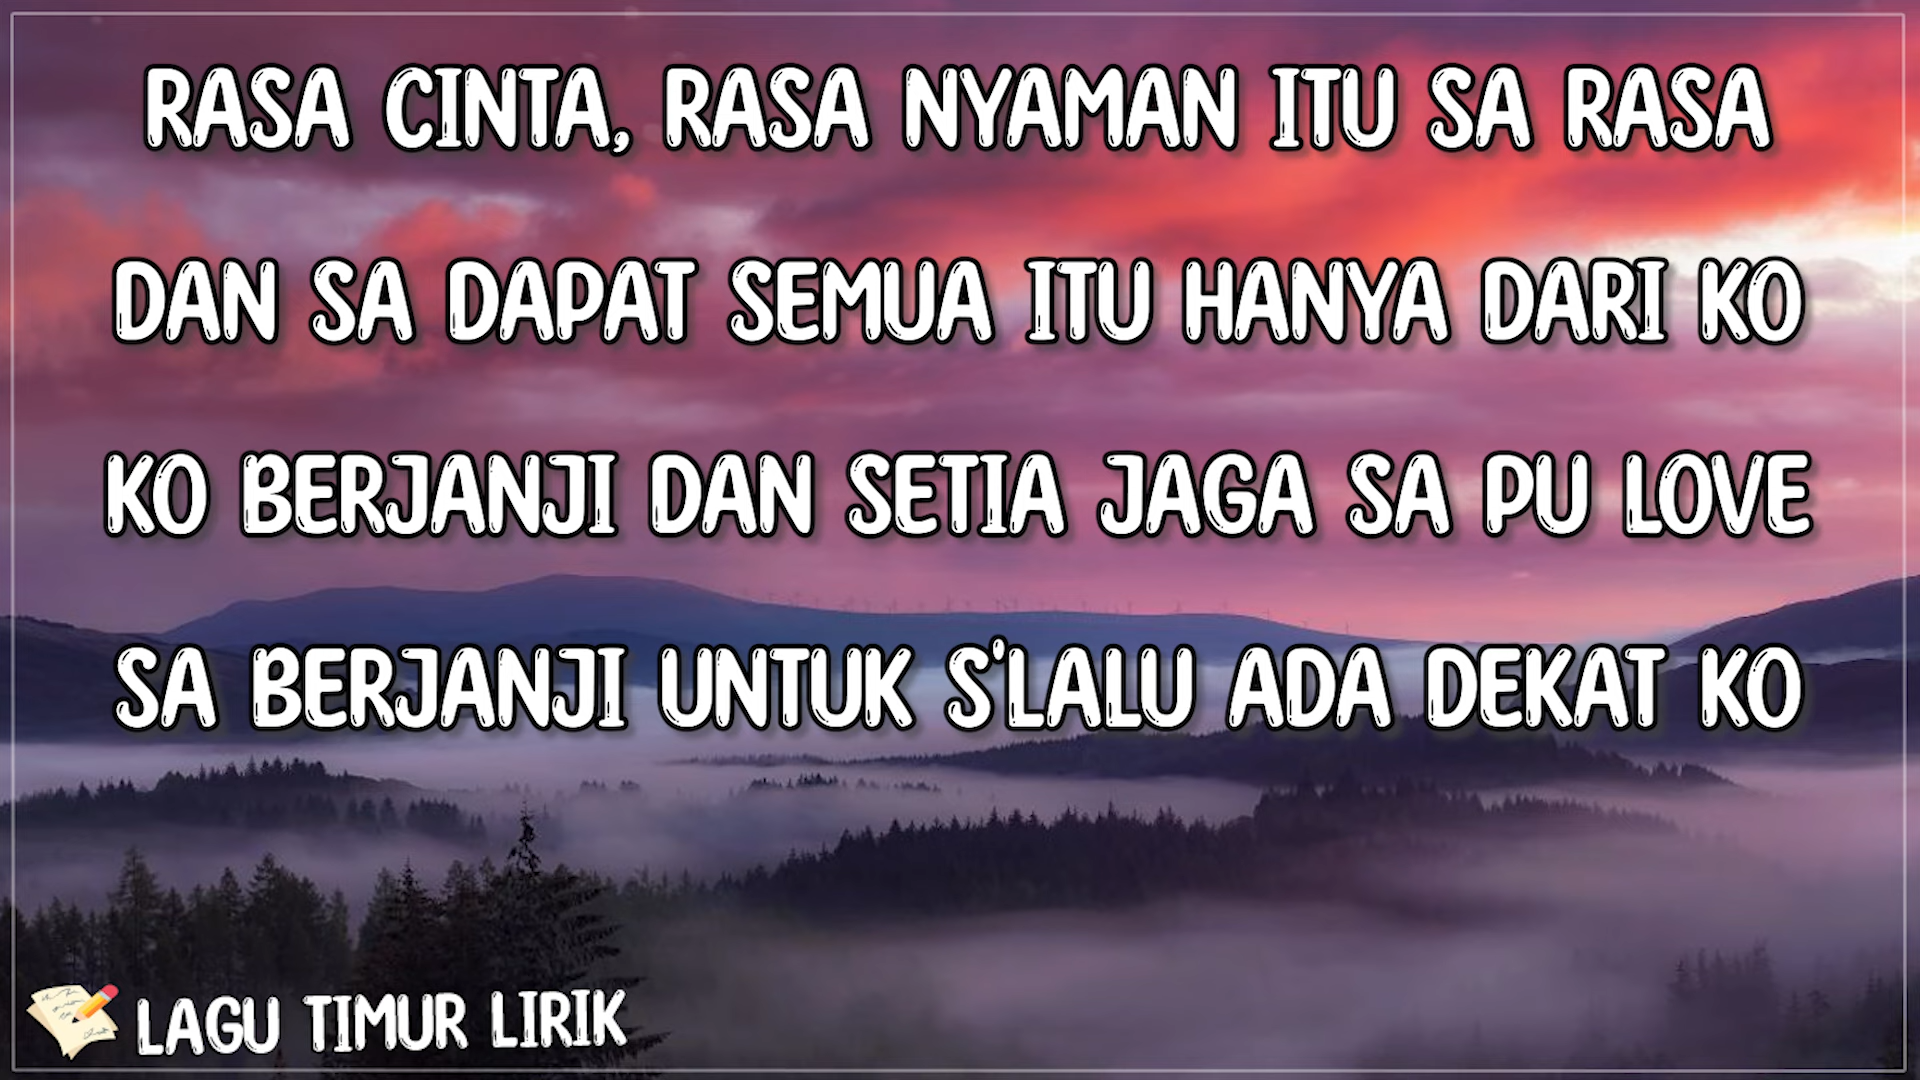 RASA CINTA, RASA NYAMAN ITU SA RASA
DAN SA DAPAT SEMUA ITU HANYA DARI KO
KO BERJANJI DAN SETIA JAGA SA PU LOVE
SA BERJANJI UNTUK S'LALU ADA DEKAT KO
LAGU TIMUR LIRIK